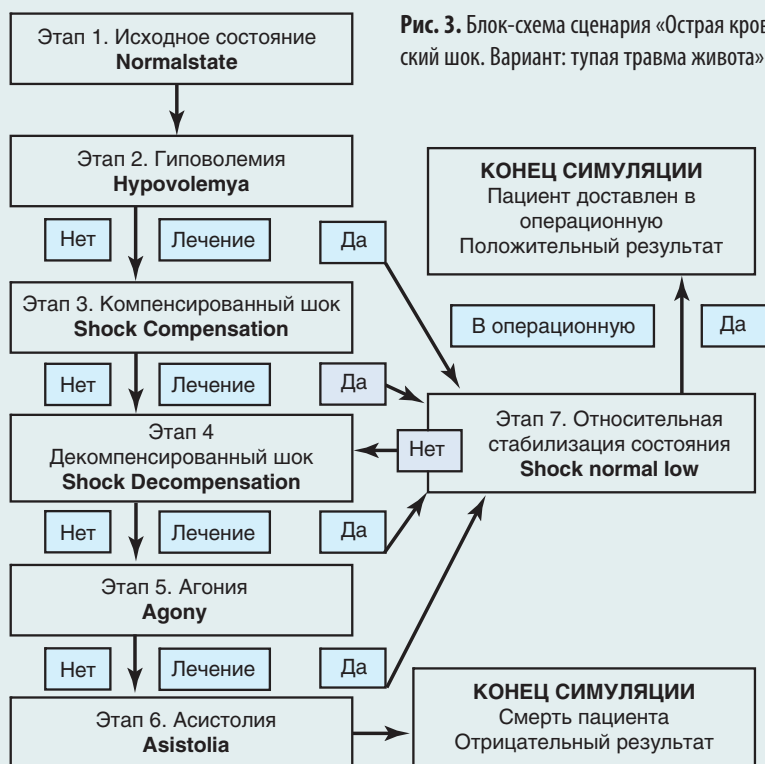 Рис. 3. Блок-схема сценария «Острая кров
ский шок. Вариант: тупая травма живота»
Этап 1. Исходное состояние
Normalstate
Этап 2. Гиповолемия
Hypovolemya
КОНЕЦ СИМУЛЯЦИИ
Пациент доставлен в
операционную
Положительный результат
Нет
Лечение
Да
Этап 3. Компенсированный шок
Shock Compensation
В операционную
Да
Нет
Лечение
Да
Этап 4
Декомпенсированный шок
Shock Decompensation
Нет
Этап 7. Относительная
стабилизация состояния
Shock normal low
Нет
Лечение
Да
Этап 5. Агония
Agony
Нет
Лечение
Да
Этап 6. Асистолия
Asistolia
КОНЕЦ СИМУЛЯЦИИ
Смерть пациента
Отрицательный результат